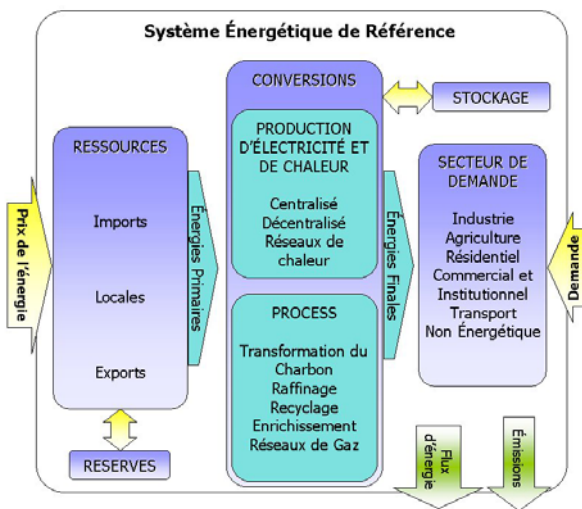 Système Énergétique de Référence
Prix de l'énergie
RESSOURCES
Imports
Locales
Exports
RESERVES
Énergies Primaires
CONVERSIONS
PRODUCTION
D'ÉLECTRICITÉ ET
DE CHALEUR
Centralisé
Décentralisé
Réseaux de
chaleur
PROCESS
Transformation du
Charbon
Raffinage
Recyclage
Enrichissement
Réseaux de Gaz
Énergies Finales
STOCKAGE
SECTEUR DE
DEMANDE
Industrie
Agriculture
Résidentiel
Commercial et
Institutionnel
Transport
Non Énergétique
Demande
Flux
d'énergie
Émissions